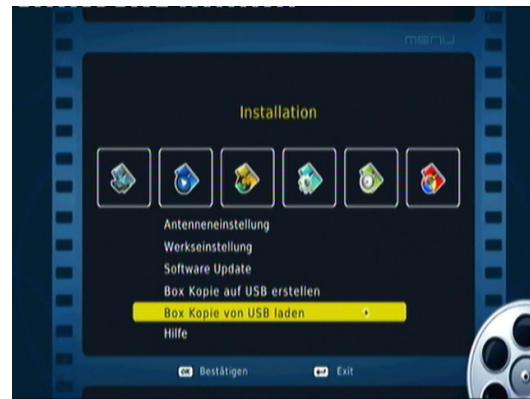 menu
Installation
Antenneneinstellung
Werkseinstellung
Software Update
Box Kopie auf USB erstellen
Box Kopie von USB laden
Hilfe
OK Bestätigen Exit